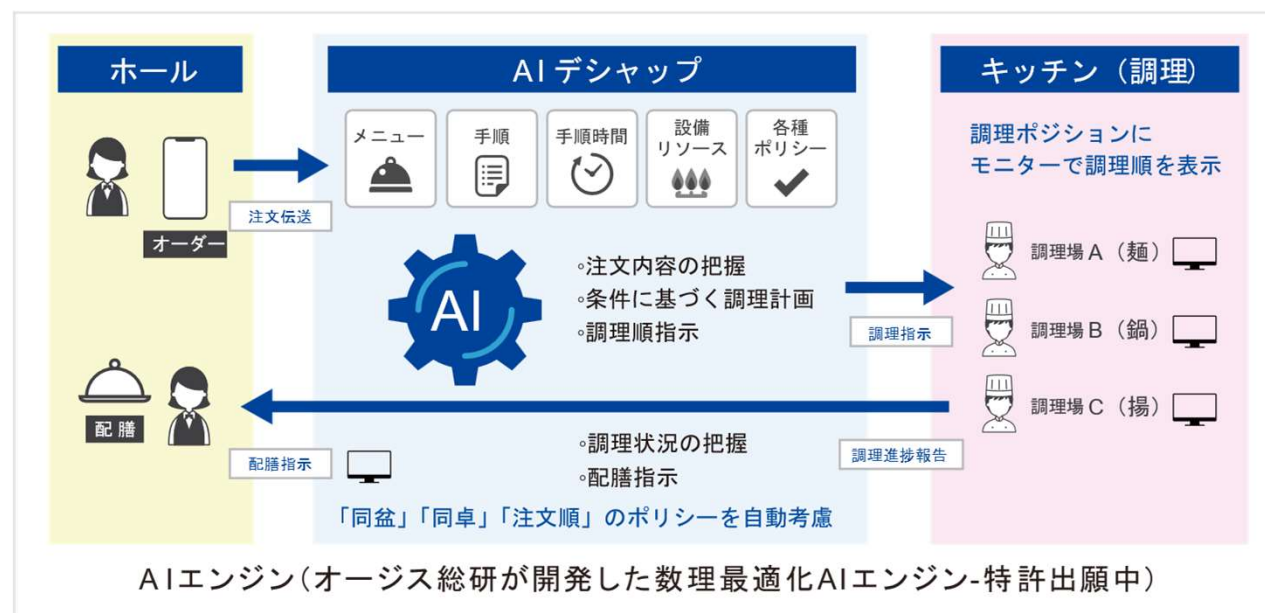 ホール
オーダー
注文伝送
配膳
配膳指示
AIデシャップ
メニュー
手順
手順時間
設備
リソース
各種
ポリシー
AI
◦注文内容の把握
◦条件に基づく調理計画
◦調理順指示
調理指示
◦調理状況の把握
◦配膳指示
調理進捗報告
「同盆」「同卓」「注文順」のポリシーを自動考慮
キッチン（調理）
調理ポジションに
モニターで調理順を表示
調理場A（麺）
調理場B（鍋）
調理場C（揚）
AIエンジン（オージス総研が開発した数理最適化AIエンジン-特許出願中）